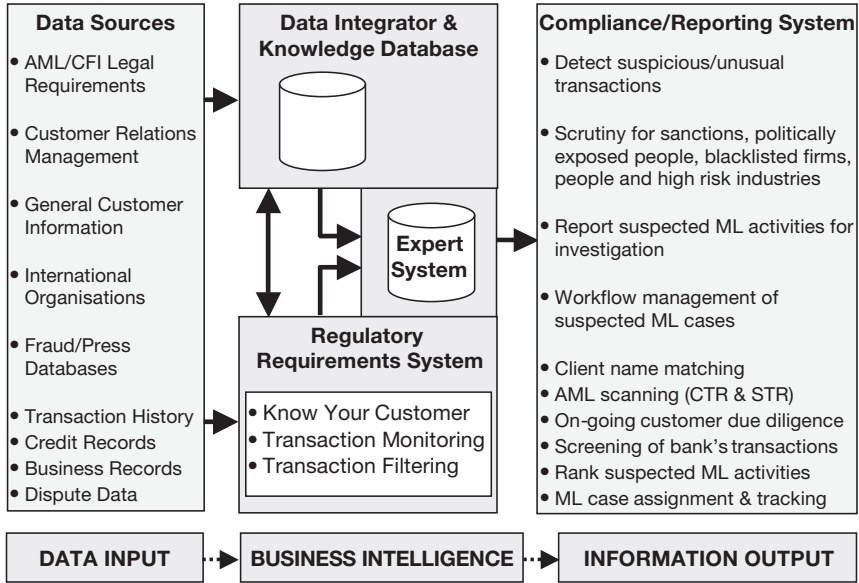 Data Sources
• AML/CFI Legal
Requirements
• Customer Relations
Management
• General Customer
Information
• International
Organisations
• Fraud/Press
Databases
• Transaction History
• Credit Records
• Business Records
• Dispute Data
Data Integrator &
Knowledge Database
Expert
System
Regulatory
Requirements System
• Know Your Customer
• Transaction Monitoring
• Transaction Filtering
Compliance/Reporting System
• Detect suspicious/unusual
transactions
• Scrutiny for sanctions, politically
exposed people, blacklisted firms,
people and high risk industries
• Report suspected ML activities for
investigation
• Workflow management of
suspected ML cases
• Client name matching
• AML scanning (CTR & STR)
• On-going customer due diligence
• Screening of bank's transactions
• Rank suspected ML activities
• ML case assignment & tracking
DATA INPUT
BUSINESS INTELLIGENCE
INFORMATION OUTPUT